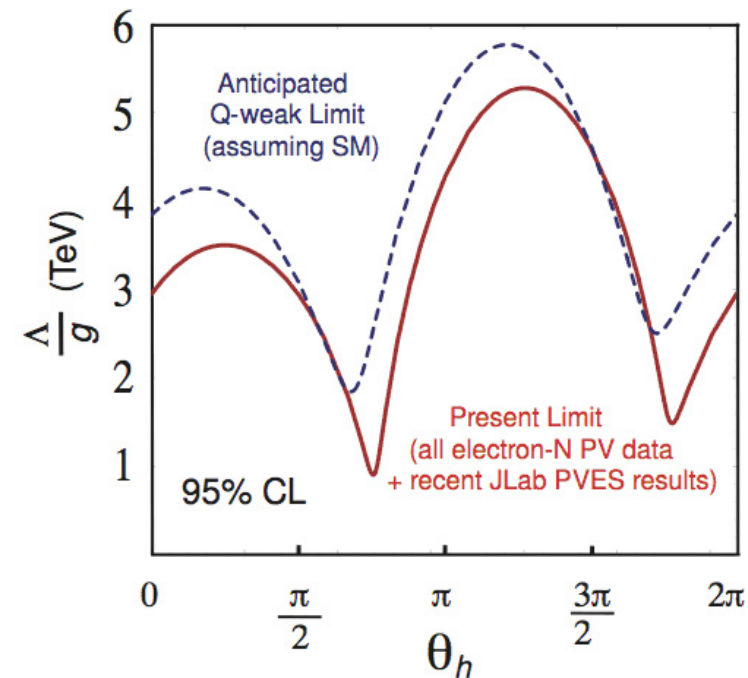 6
5
4
3
2
1
Λ/g (TeV)
Anticipated
Q-weak Limit
(assuming SM)
Present Limit
(all electron-N PV data
+ recent JLab PVES results)
95% CL
0
π/2
π
3π/2
2π
θh